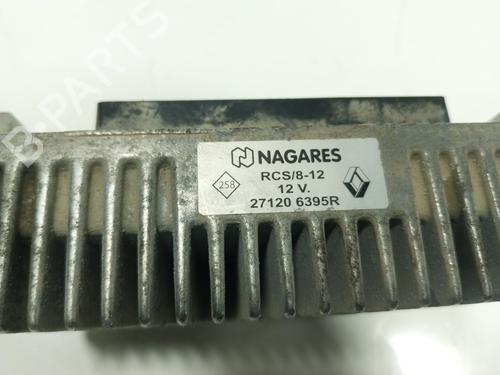 B PARTS
NAGARES
258
RCS/8-12
12 V.
27120 6395R